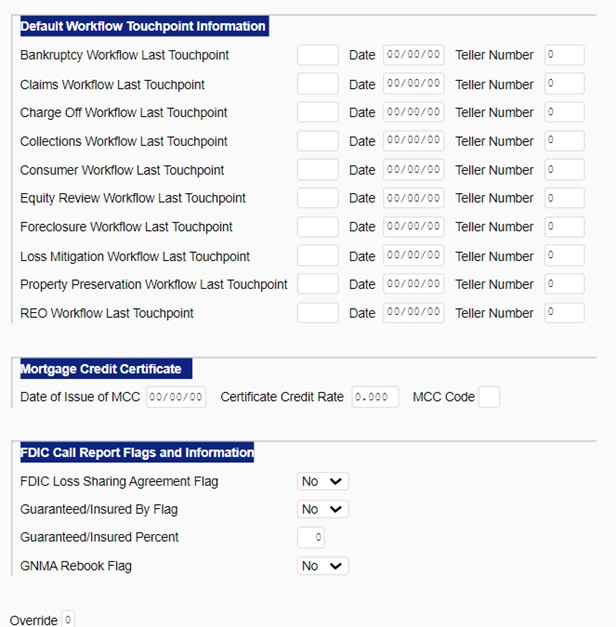 Default Workflow Touchpoint Information
Bankruptcy Workflow Last Touchpoint Date 00/00/00 Teller Number 0
Claims Workflow Last Touchpoint Date 00/00/00 Teller Number 0
Charge Off Workflow Last Touchpoint Date 00/00/00 Teller Number 0
Collections Workflow Last Touchpoint Date 00/00/00 Teller Number 0
Consumer Workflow Last Touchpoint Date 00/00/00 Teller Number 0
Equity Review Workflow Last Touchpoint Date 00/00/00 Teller Number 0
Foreclosure Workflow Last Touchpoint Date 00/00/00 Teller Number 0
Loss Mitigation Workflow Last Touchpoint Date 00/00/00 Teller Number 0
Property Preservation Workflow Last Touchpoint Date 00/00/00 Teller Number 0
REO Workflow Last Touchpoint Date 00/00/00 Teller Number 0
Mortgage Credit Certificate
Date of Issue of MCC 00/00/00 Certificate Credit Rate 0.000 MCC Code
FDIC Call Report Flags and Information
FDIC Loss Sharing Agreement Flag No
Guaranteed/Insured By Flag No
Guaranteed/Insured Percent 0
GNMA Rebook Flag No
Override 0